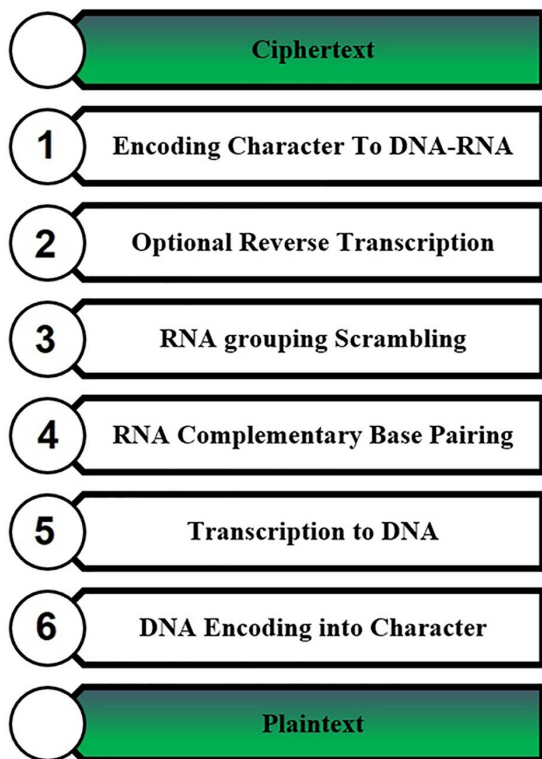 Ciphertext
1 Encoding Character To DNA-RNA
2 Optional Reverse Transcription
3 RNA grouping Scrambling
4 RNA Complementary Base Pairing
5 Transcription to DNA
6 DNA Encoding into Character
Plaintext